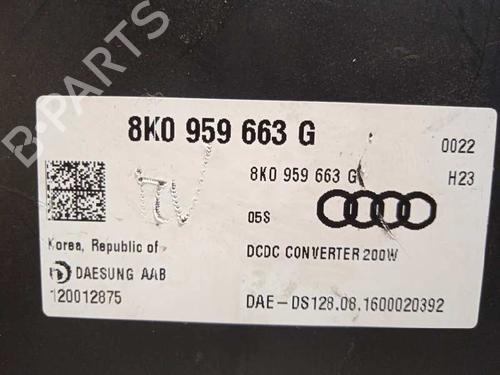 8K0 959 663 G
0022
8K0 959 663 G
H23
05S
Korea, Republic of
DCDC CONVERTER 200W
DAESUNG AAB
120012875
DAE-DS128.08.1600020392